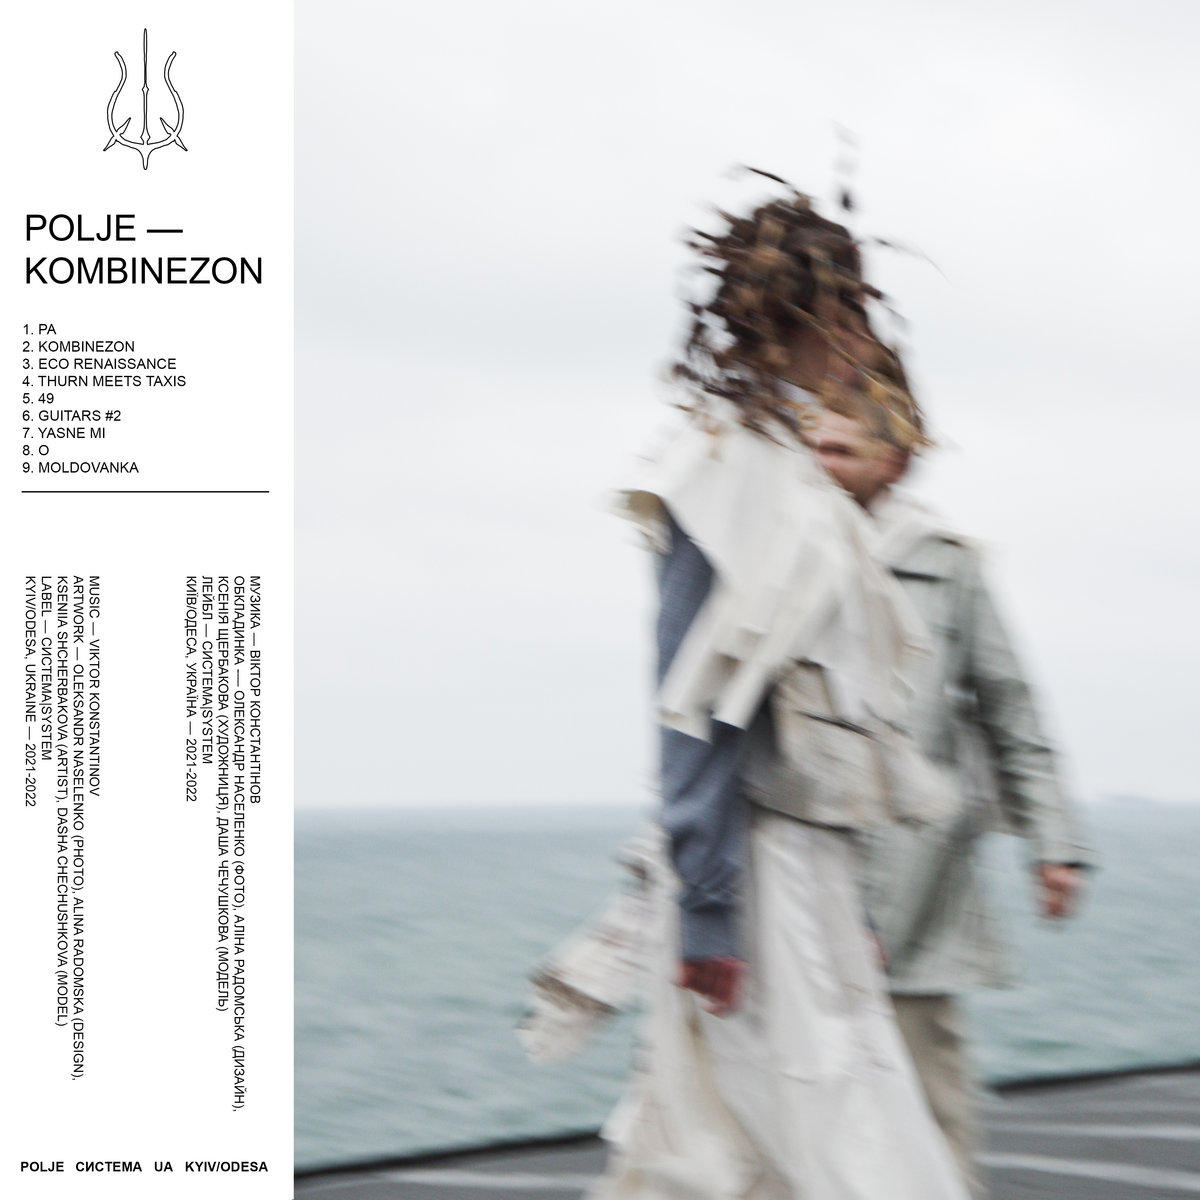 POLJE —
KOMBINEZON
1. PA
2. KOMBINEZON
3. ECO RENAISSANCE
4. THURN MEETS TAXIS
5. 49
6. GUITARS #2
7. YASNE MI
8. O
9. MOLDOVANKA
МУЗИКА — ВІКТОР КОНСТАНТІНОВ
ОБКЛАДИНКА — ОЛЕКСАНДР НАСЕЛЕНКО (ФОТО), АЛІНА РАДОМСЬКА (ДИЗАЙН),
КСЕНІЯ ЩЕРБАКОВА (ХУДОЖНИЦЯ), ДАША ЧЕЧУШКОВА (МОДЕЛЬ)
ЛЕЙБЛ — СИСТЕМА|SYSTEM
КИЇВ/ОДЕСА, УКРАЇНА — 2021-2022
MUSIC — VIKTOR KONSTANTINOV
ARTWORK — OLEKSANDR NASELENKO (PHOTO), ALINA RADOMSKA (DESIGN),
KSENIIA SHCHERBAKOVA (ARTIST), DASHA CHECHUSHKOVA (MODEL)
LABEL — СИСТЕМА|SYSTEM
KYIV/ODESA, UKRAINE — 2021-2022
POLJE СИСТЕМА UA KYIV/ODESA